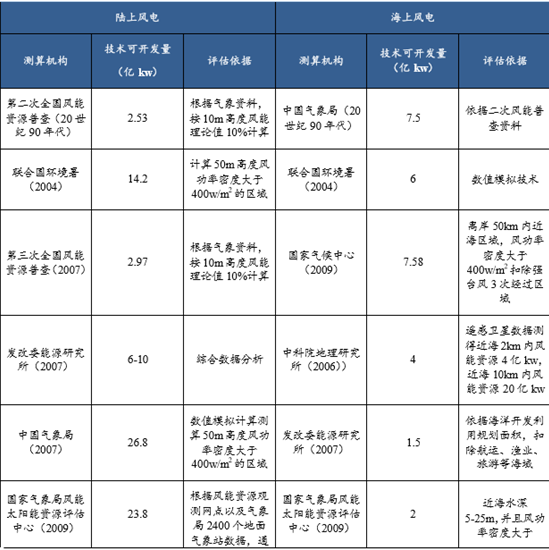 陆上风电
海上风电
测算机构
技术可开发量
（亿 kw）
评估依据
测算机构
技术可开发量
（亿 kw）
评估依据
第二次全国风能
资源普查（20 世
纪 90 年代）
2.53
根据气象资料，
按 10m 高度风能
理论值 10%计算
中国气象局（20
世纪 90 年代）
7.5
依据二次风能普
查资料
联合国环境署
（2004）
14.2
计算 50m 高度风
功率密度大于
400w/m² 的区域
联合国环境署
（2004）
6
数值模拟技术
第三次全国风能
资源普查（2007）
2.97
根据气象资料，
按 10m 高度风能
理论值 10%计算
国家气候中心
（2009）
7.58
离岸 50km 内近
海区域，风功率
密度大于
400w/m² 扣除强
台风 3 次经过区
域
发改委能源研究
所（2007）
6-10
综合数据分析
中科院地理研究
所（2006））
4
遥感卫星数据测
得近海 2km 内风
能资源 4 亿 kw，
近海 10km 内风
能资源 20 亿 kw
中国气象局
（2007）
26.8
数值模拟计算测
算 50m 高度风功
率密度大于
400w/m² 的区域
发改委能源研究
所（2007）
1.5
依据海洋开发利
用规划面积，扣
除航运、渔业、
旅游等海域
国家气象局风能
太阳能资源评估
中心（2009）
23.8
根据风能资源观
测网点以及气象
局 2400 个地面
气象站数据，通
国家气象局风能
太阳能资源评估
中心（2009）
2
近海水深
5-25m，并且风功
率密度大于